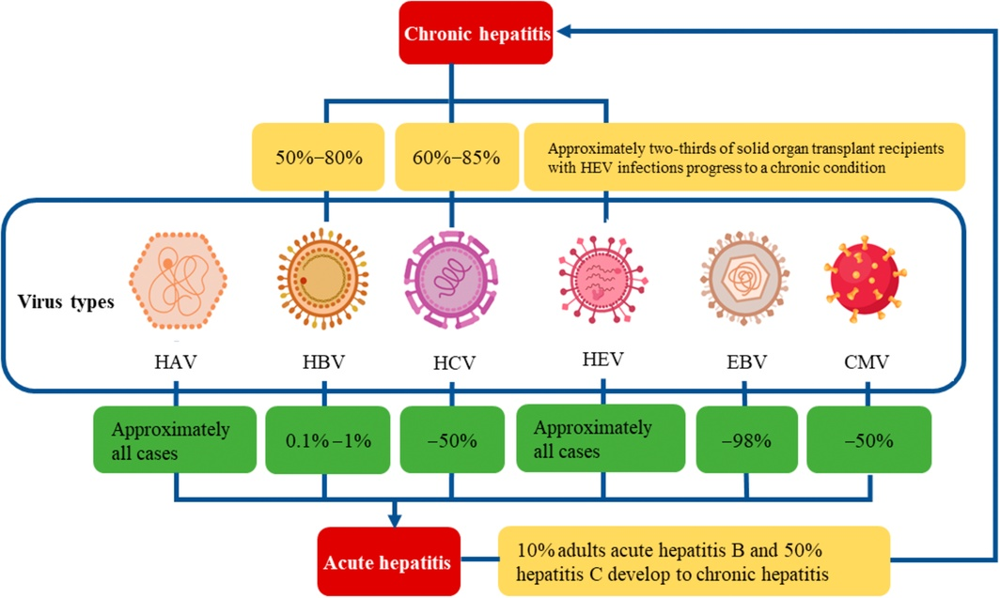 Chronic hepatitis
50%–80%
60%–85%
Approximately two-thirds of solid organ transplant recipients
with HEV infections progress to a chronic condition
Virus types
HAV
HBV
HCV
HEV
EBV
CMV
Approximately
all cases
0.1%–1%
–50%
Approximately
all cases
–98%
–50%
Acute hepatitis
10% adults acute hepatitis B and 50%
hepatitis C develop to chronic hepatitis